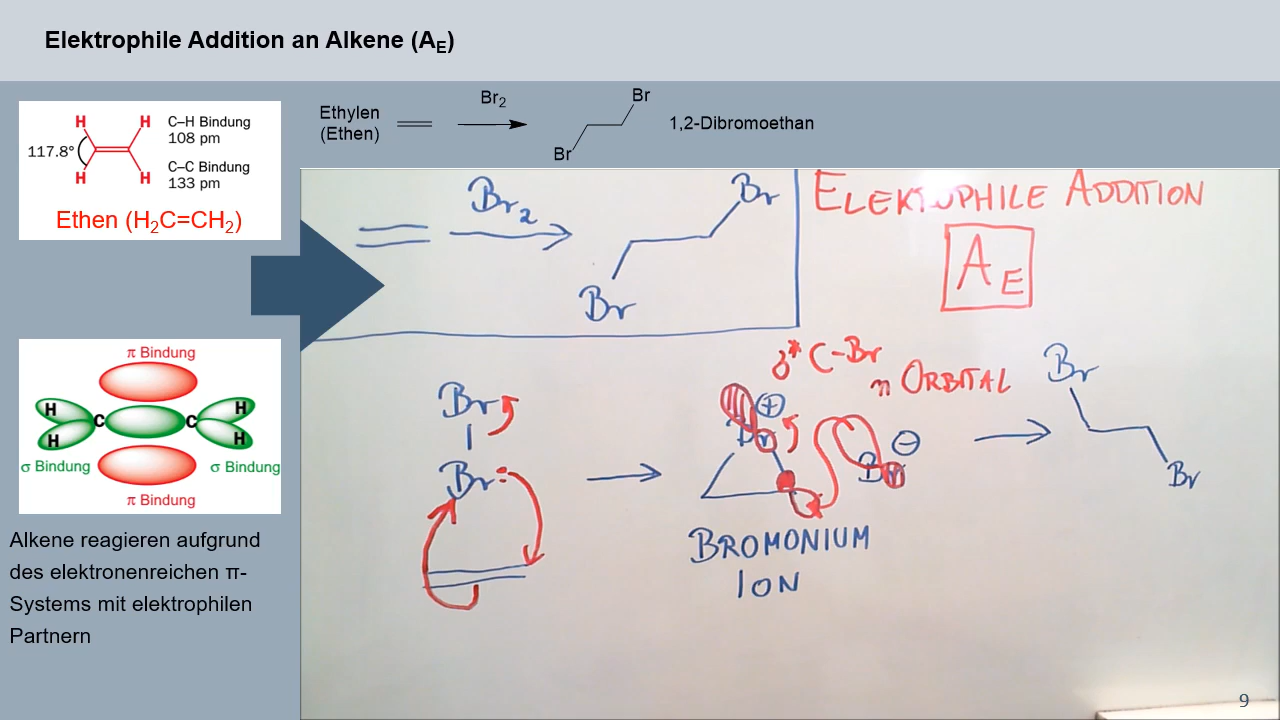 Elektrophile Addition an Alkene (AE)
H H
117.8°
H H
C–H Bindung
108 pm
C–C Bindung
133 pm
Ethen (H2C=CH2)
Ethylen
(Ethen)
Br2
Br
Br
1,2-Dibromoethan
Br2
Br
Br
ELEKTROPHILE ADDITION
AE
π Bindung
H C C H
H H
σ Bindung σ Bindung
π Bindung
Alkene reagieren aufgrund
des elektronenreichen π-
Systems mit elektrophilen
Partnern
Br
Br
σ* C-Br
n ORBITAL
Br ⊕
Br ⊖
BROMONIUM
ION
Br
Br
9